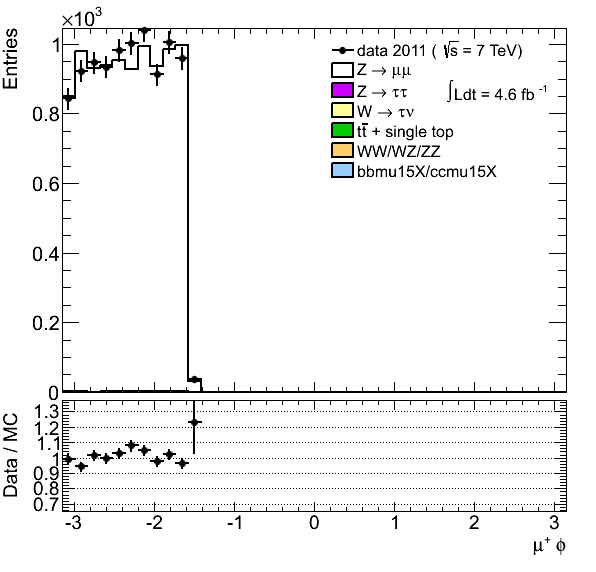 ×10³
Entries
1
0.8
0.6
0.4
0.2
0
data 2011 ( √s = 7 TeV)
Z → μμ
Z → ττ
∫Ldt = 4.6 fb⁻¹
W → τν
tt̄ + single top
WW/WZ/ZZ
bbmu15X/ccmu15X
Data / MC
1.3
1.2
1.1
1
0.9
0.8
0.7
-3 -2 -1 0 1 2 3
μ⁺ ϕ